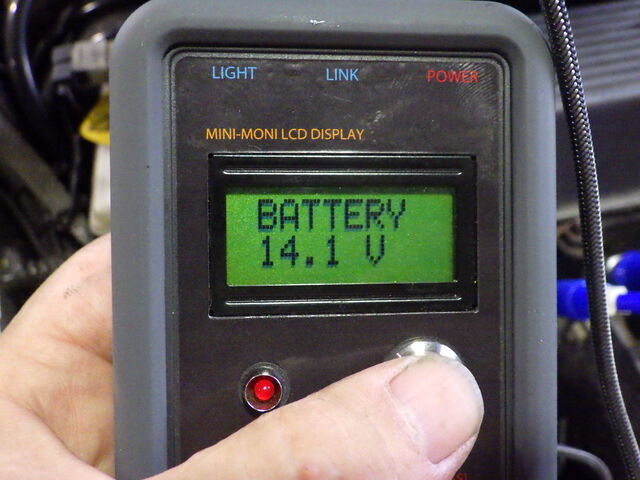 LIGHT LINK POWER
MINI-MONI LCD DISPLAY
BATTERY
14.1 V